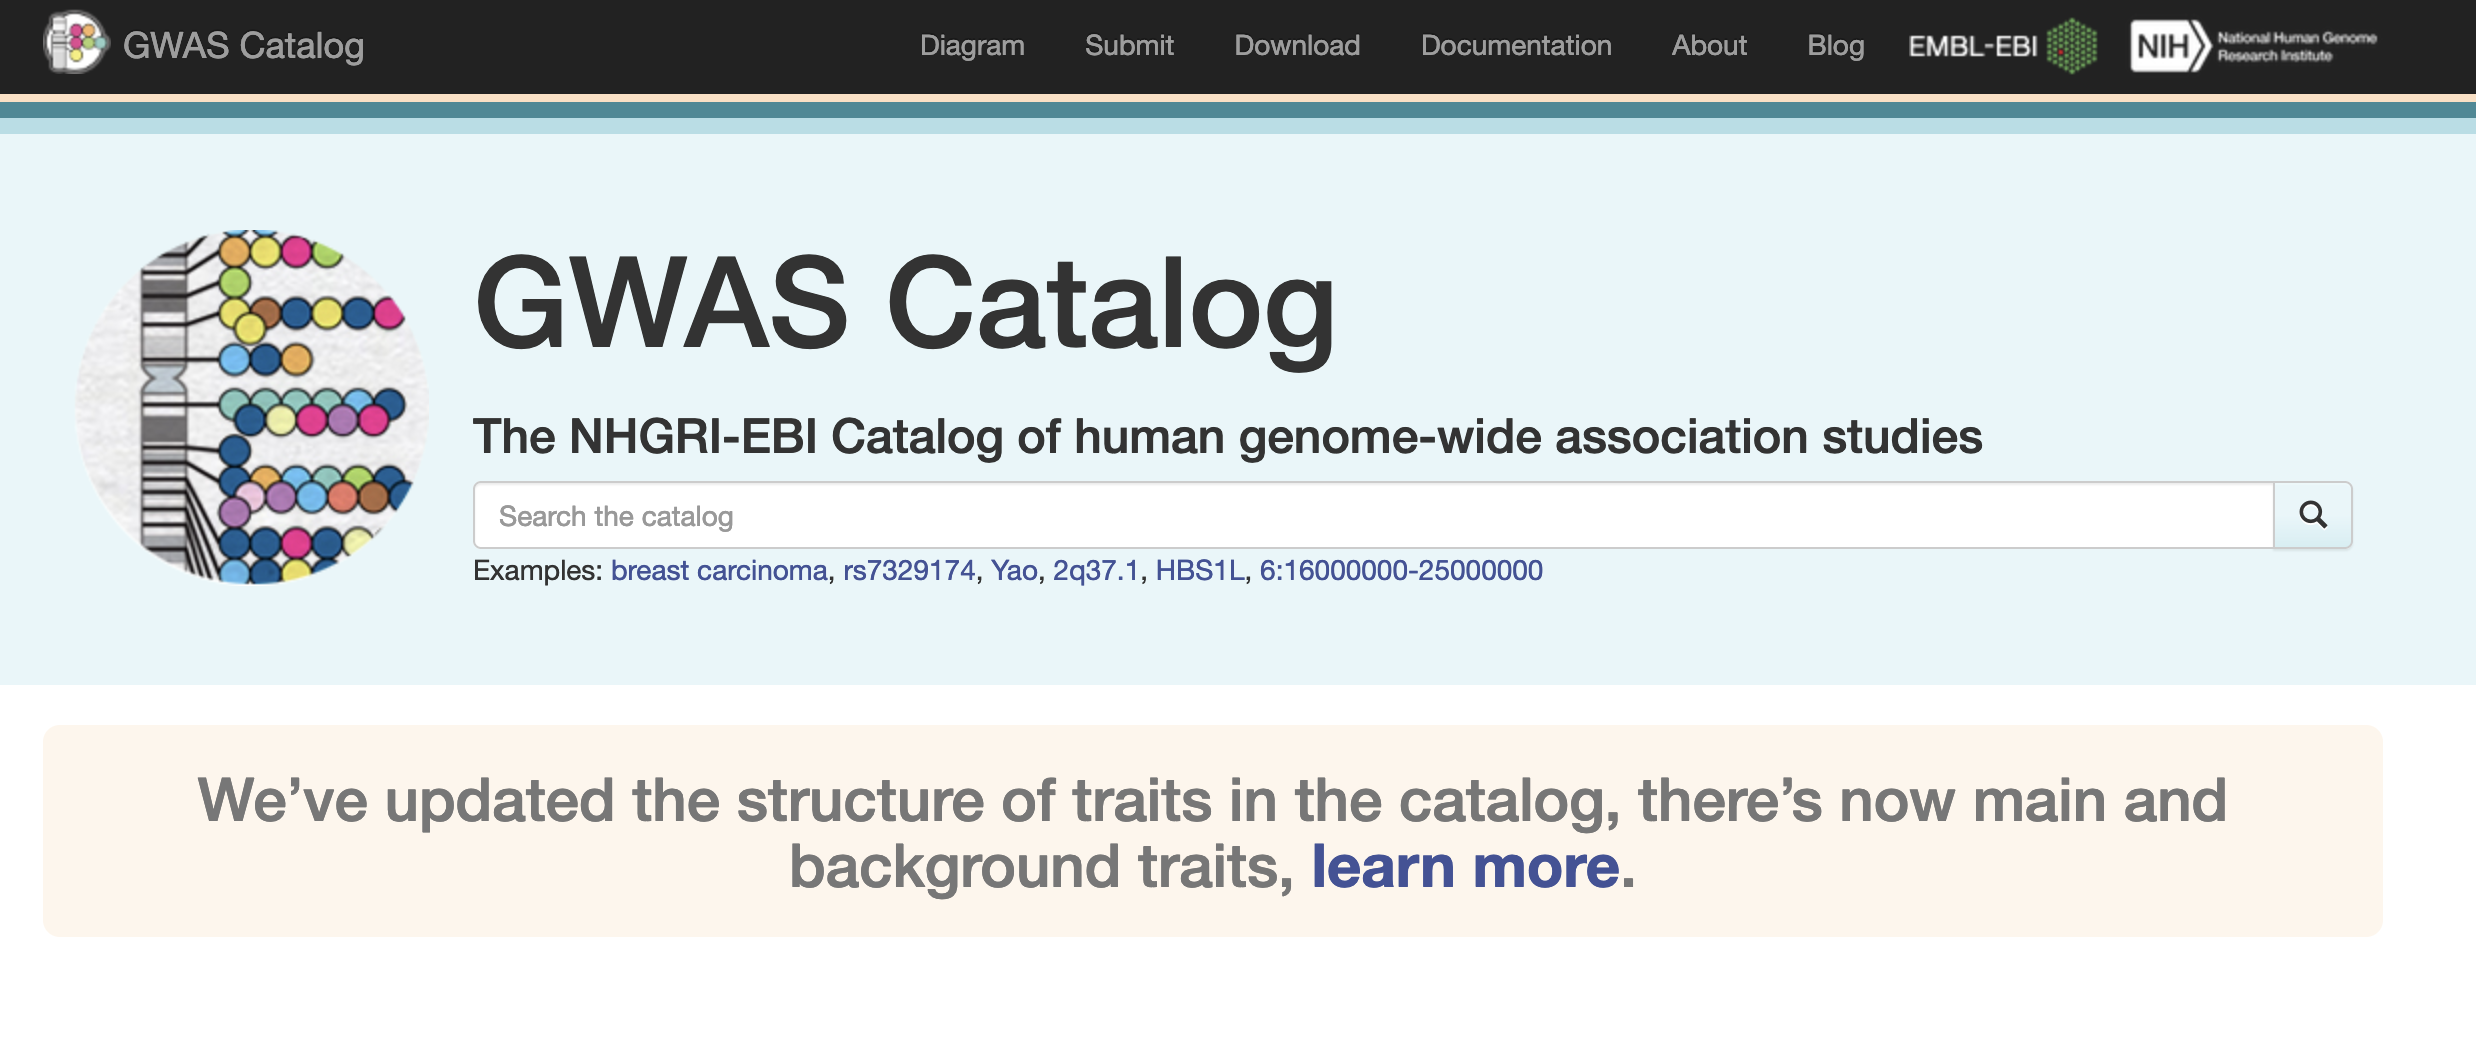 GWAS Catalog
Diagram Submit Download Documentation About Blog EMBL-EBI NIH National Human Genome
Research Institute
GWAS Catalog
The NHGRI-EBI Catalog of human genome-wide association studies
Search the catalog
Examples: breast carcinoma, rs7329174, Yao, 2q37.1, HBS1L, 6:16000000-25000000
We’ve updated the structure of traits in the catalog, there’s now main and
background traits, learn more.